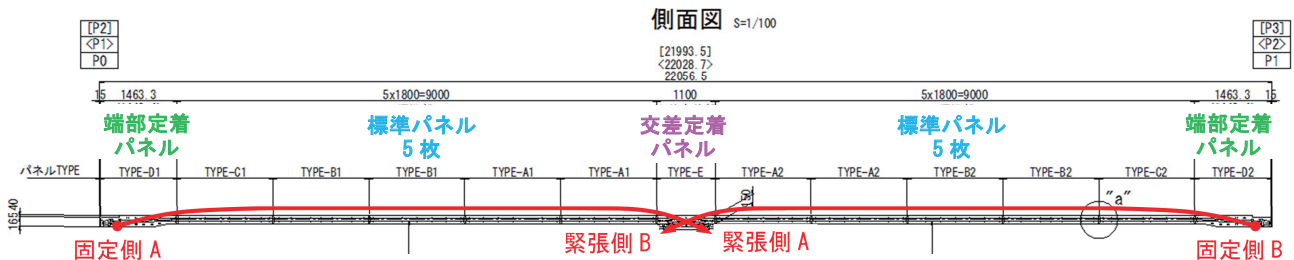 側面図 S=1/100
[P2]
<P1>
P0
[P3]
<P2>
P1
[21993.5]
<22028.7>
22056.5
15 1463.3 5x1800=9000 1100 5x1800=9000 1463.3 15
端部定着
パネル
標準パネル
5枚
交差定着
パネル
標準パネル
5枚
端部定着
パネル
パネルTYPE TYPE-D1 TYPE-C1 TYPE-B1 TYPE-B1 TYPE-A1 TYPE-A1 TYPE-E TYPE-A2 TYPE-A2 TYPE-B2 TYPE-B2 TYPE-C2 TYPE-D2
"a"
固定側A
緊張側B
緊張側A
固定側B